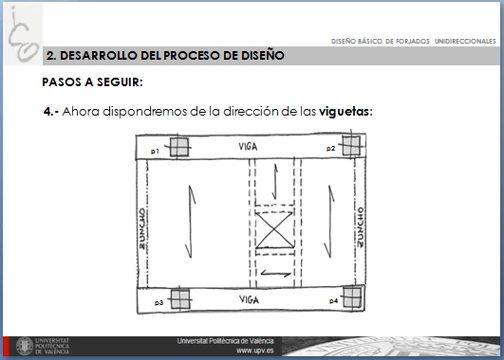 ico
DISEÑO BÁSICO DE FORJADOS UNIDIRECCIONALES
2. DESARROLLO DEL PROCESO DE DISEÑO
PASOS A SEGUIR:
4.- Ahora dispondremos de la dirección de las viguetas:
p1
VIGA
p2
ZUNCHO
ZUNCHO
p3
VIGA
p4
UNIVERSITAT
POLITÈCNICA
DE VALÈNCIA
Universitat Politècnica de València
www.upv.es